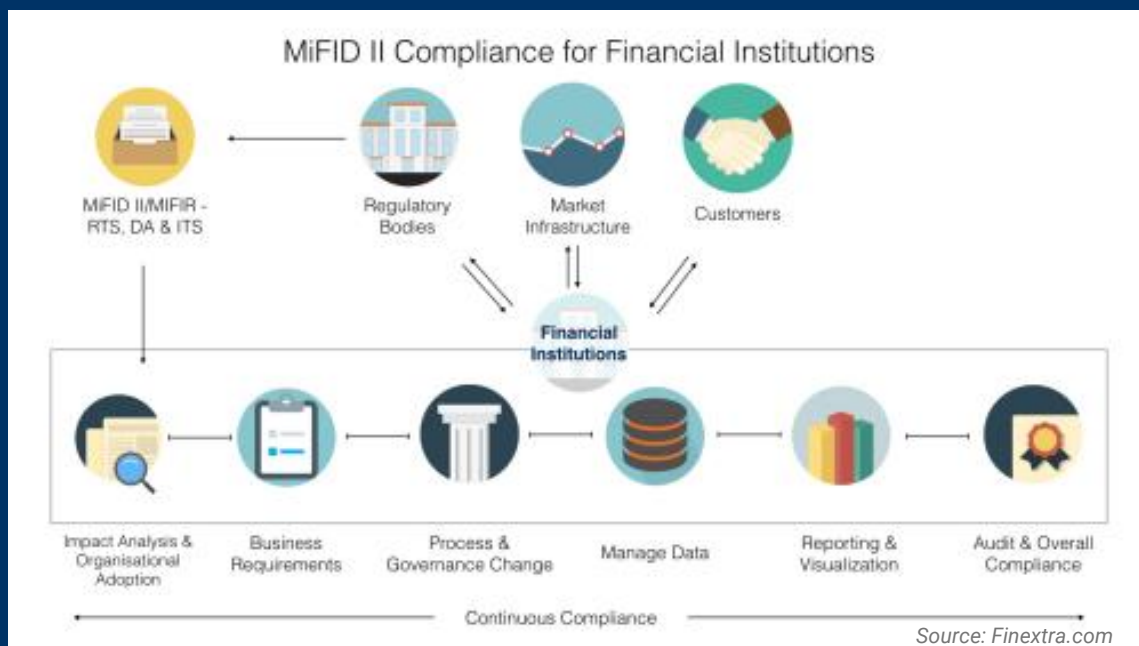 MiFID II Compliance for Financial Institutions
MiFID II/MIFIR -
RTS, DA & ITS
Regulatory
Bodies
Market
Infrastructure
Customers
Financial
Institutions
Impact Analysis &
Organisational
Adoption
Business
Requirements
Process &
Governance Change
Manage Data
Reporting &
Visualization
Audit & Overall
Compliance
Continuous Compliance
Source: Finextra.com